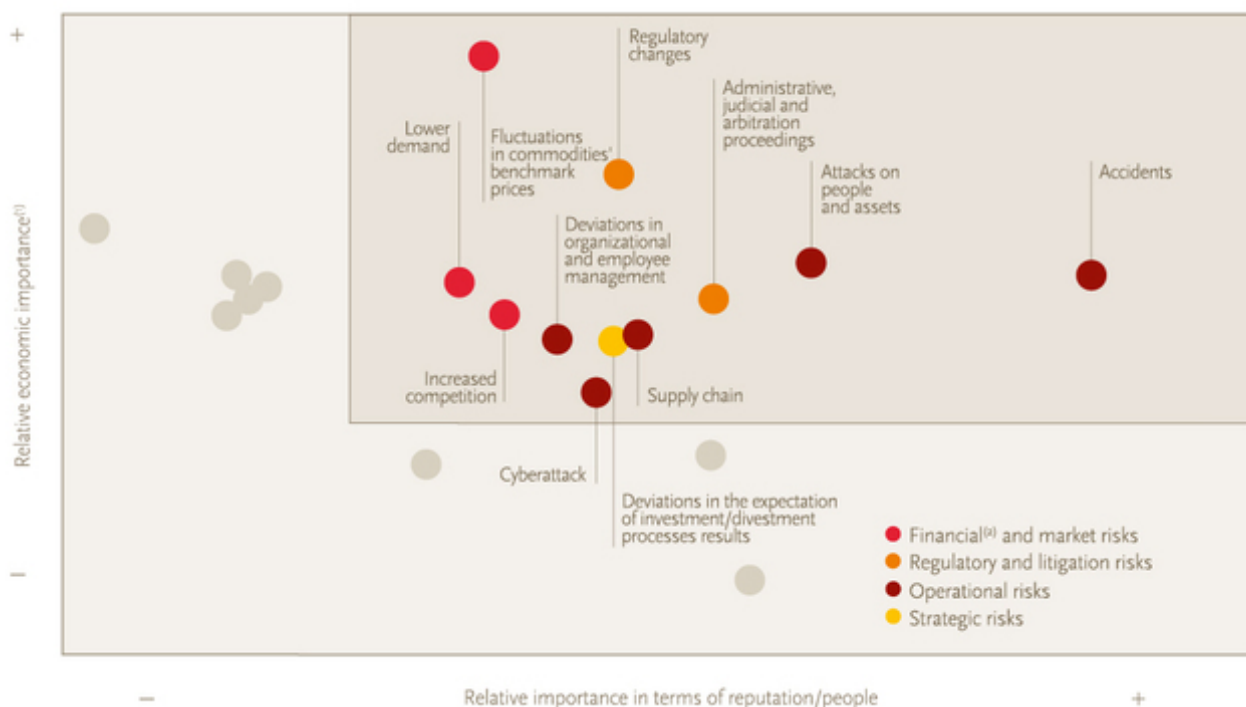 +
Regulatory
changes
Administrative,
judicial and
arbitration
proceedings
Lower
demand
Fluctuations
in commodities'
benchmark
prices
Attacks on
people
and assets
Accidents
Deviations in
organizational
and employee
management
Relative economic importance(1)
Increased
competition
Supply chain
Cyberattack
Deviations in the expectation
of investment/divestment
processes results
Financial(2) and market risks
Regulatory and litigation risks
Operational risks
Strategic risks
–
–
Relative importance in terms of reputation/people
+